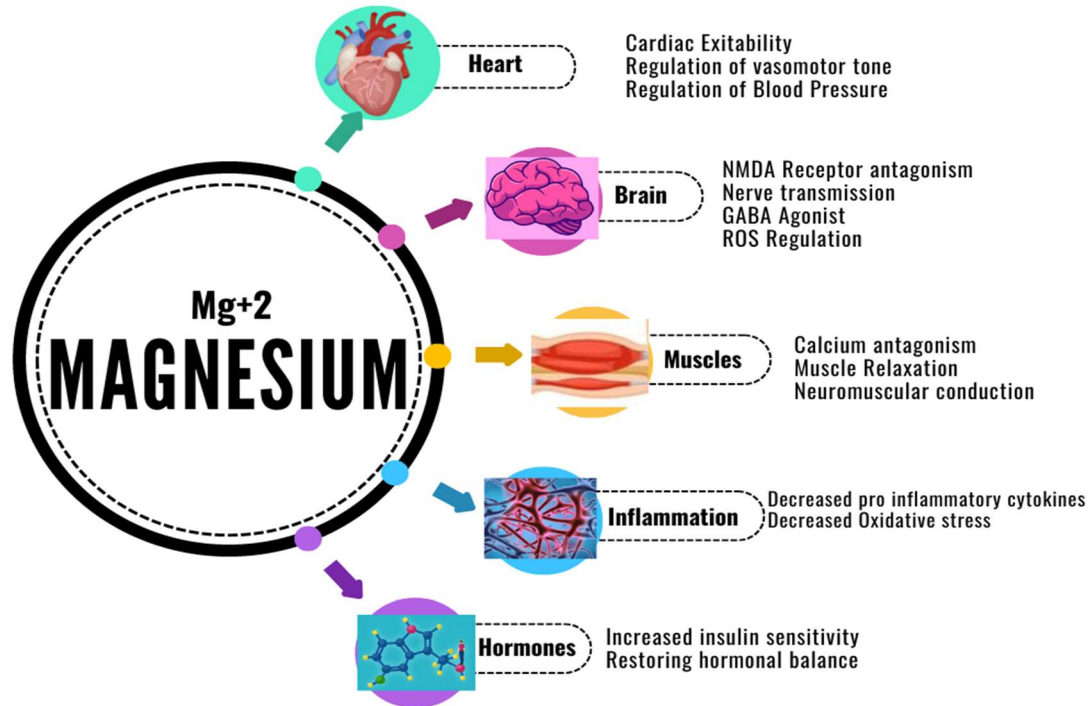 Heart
Cardiac Exitability
Regulation of vasomotor tone
Regulation of Blood Pressure
Brain
NMDA Receptor antagonism
Nerve transmission
GABA Agonist
ROS Regulation
Mg+2
MAGNESIUM
Muscles
Calcium antagonism
Muscle Relaxation
Neuromuscular conduction
Inflammation
Decreased pro inflammatory cytokines
Decreased Oxidative stress
Hormones
Increased insulin sensitivity
Restoring hormonal balance